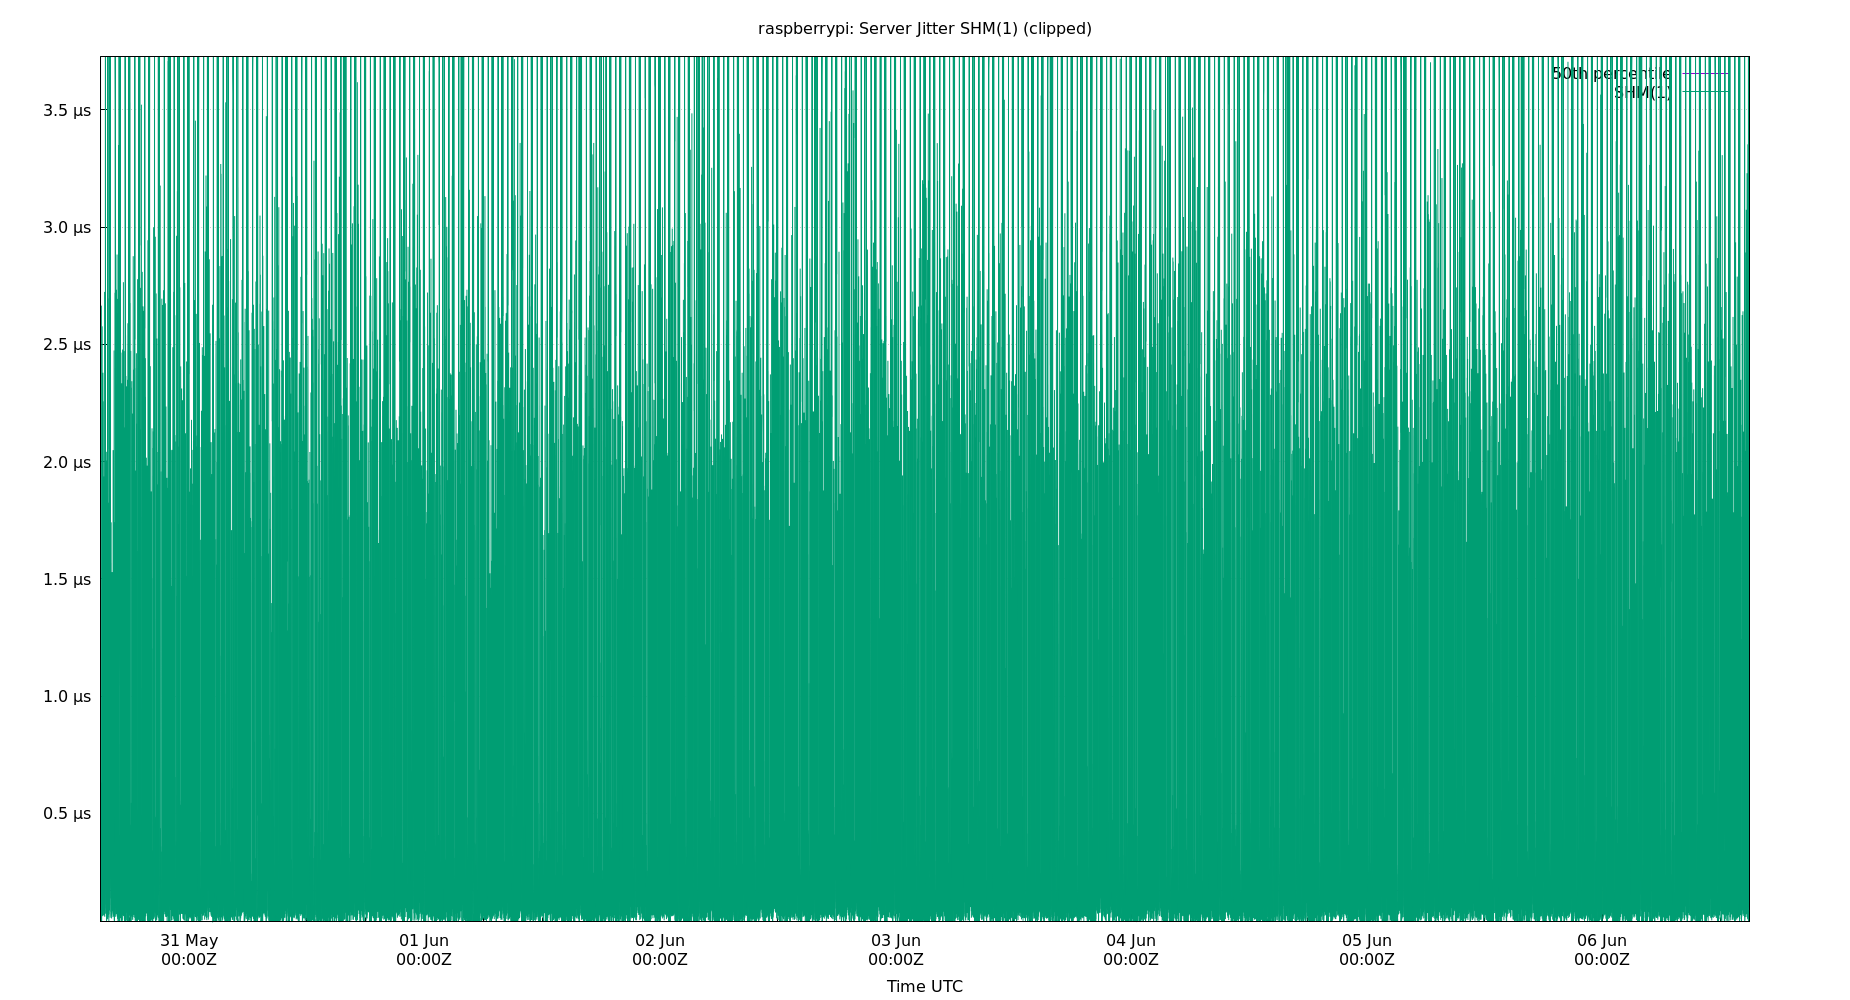 raspberrypi: Server Jitter SHM(1) (clipped)
50th percentile
SHM(1)
3.5 µs
3.0 µs
2.5 µs
2.0 µs
1.5 µs
1.0 µs
0.5 µs
31 May 01 Jun 02 Jun 03 Jun 04 Jun 05 Jun 06 Jun
00:00Z 00:00Z 00:00Z 00:00Z 00:00Z 00:00Z 00:00Z
Time UTC